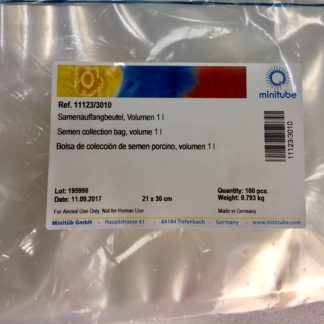 minitube
Ref. 11123/3010
Samenauffangbeutel, Volumen 1 l
Semen collection bag, volume 1 l
Bolsa de colección de semen porcino, volumen 1 l
11123/3010
Lot: 195998
Date: 11.09.2017
21 x 30 cm
Quantity: 100 pcs.
Weight: 0.793 kg
For Animal Use Only Not for Human Use
Made in Germany
Minitüb GmbH · Hauptstrasse 41 · 84184 Tiefenbach · Germany · www.minitube.com